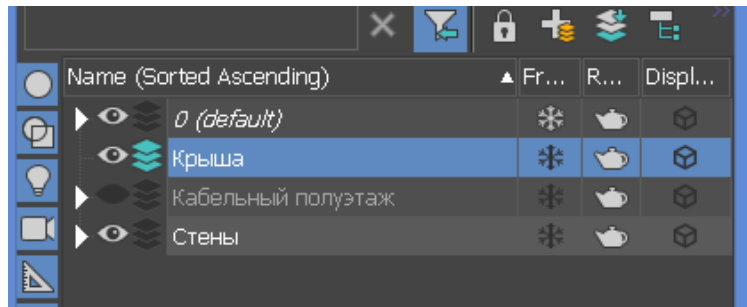 Name (Sorted Ascending) Fr... R... Displ...
0 (default)
Крыша
Кабельный полуэтаж
Стены